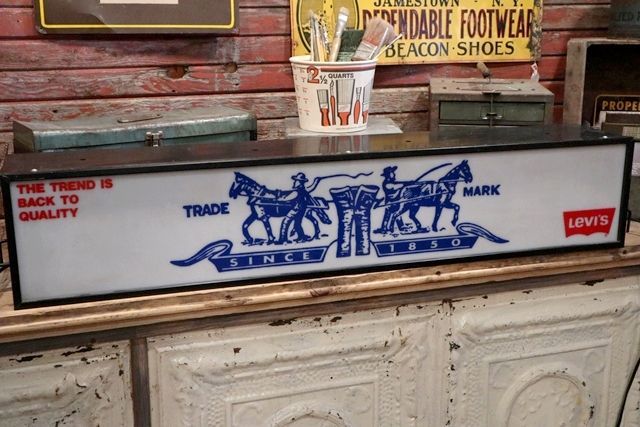 JAMESTOWN N.Y.
DEPENDABLE FOOTWEAR
BEACON SHOES
2½ QUARTS
PROPE
THE TREND IS
BACK TO
QUALITY
TRADE MARK
SINCE 1850
LEVI'S